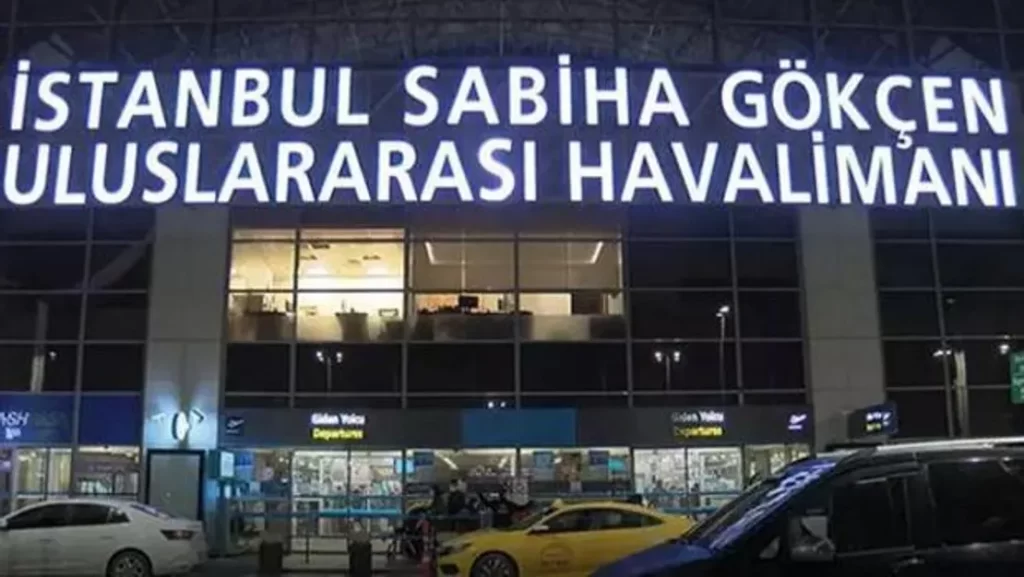 İSTANBUL SABİHA GÖKÇEN
ULUSLARARASI HAVALİMANI
Giden Yolcu
Departures
Giden Yolcu
Departures